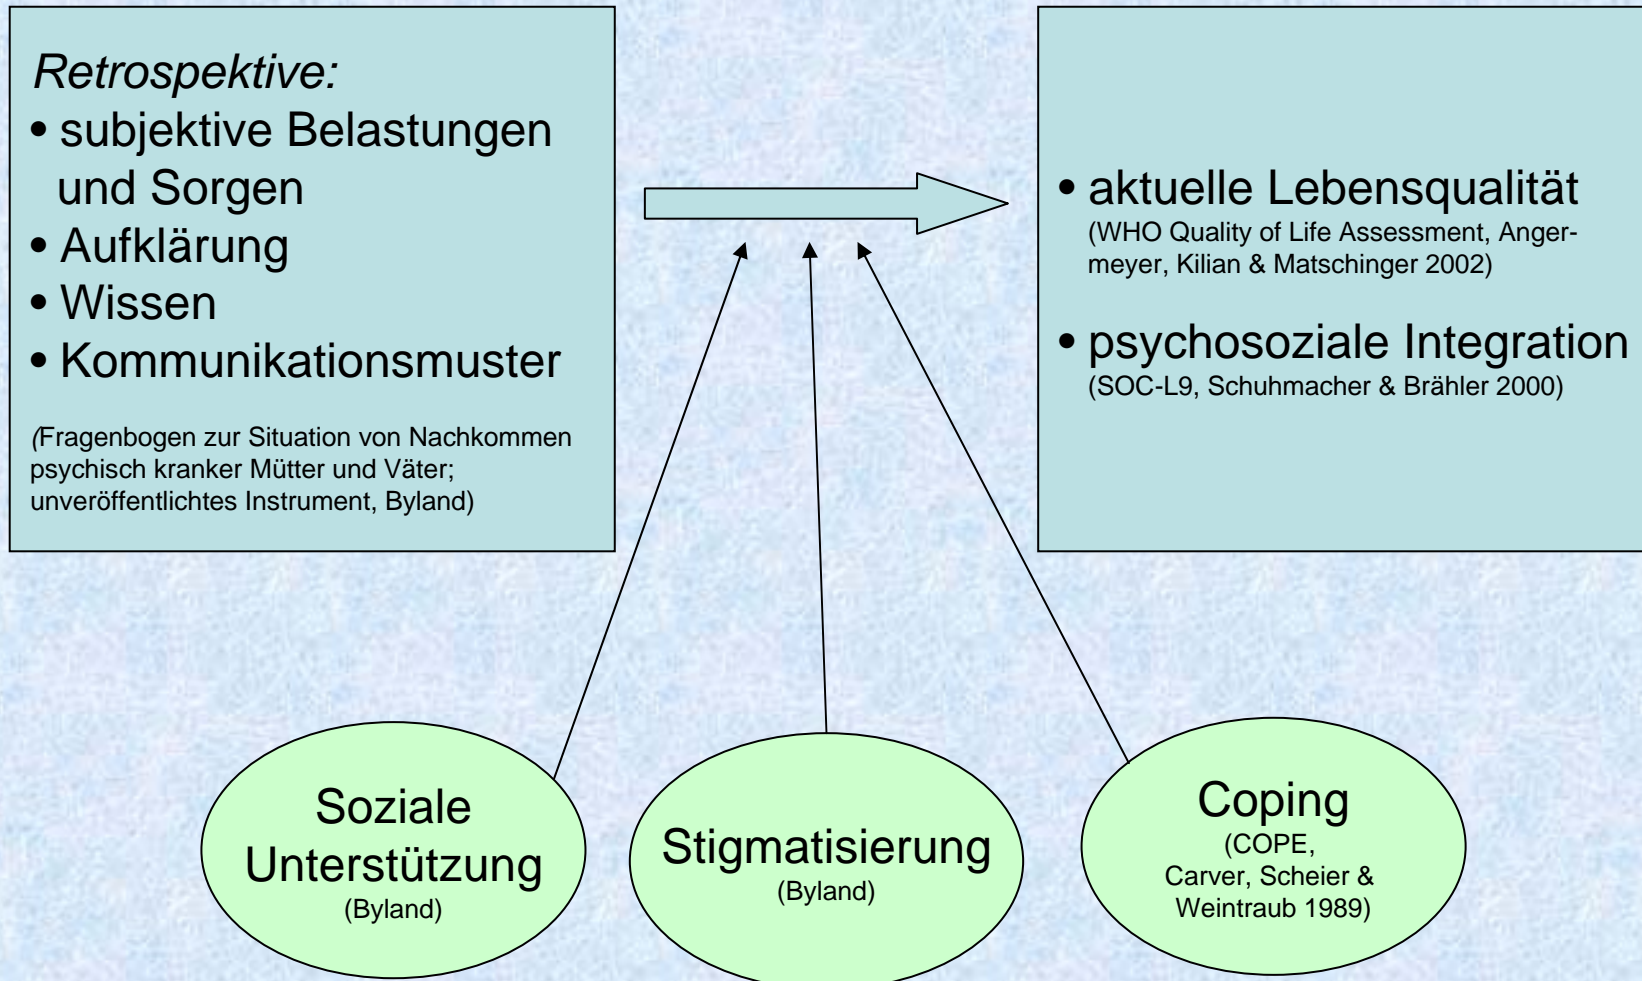 Retrospektive:
• subjektive Belastungen
und Sorgen
• Aufklärung
• Wissen
• Kommunikationsmuster
(Fragenbogen zur Situation von Nachkommen
psychisch kranker Mütter und Väter;
unveröffentlichtes Instrument, Byland)
• aktuelle Lebensqualität
(WHO Quality of Life Assessment, Anger-
meyer, Kilian & Matschinger 2002)
• psychosoziale Integration
(SOC-L9, Schuhmacher & Brähler 2000)
Soziale
Unterstützung
(Byland)
Stigmatisierung
(Byland)
Coping
(COPE,
Carver, Scheier &
Weintraub 1989)